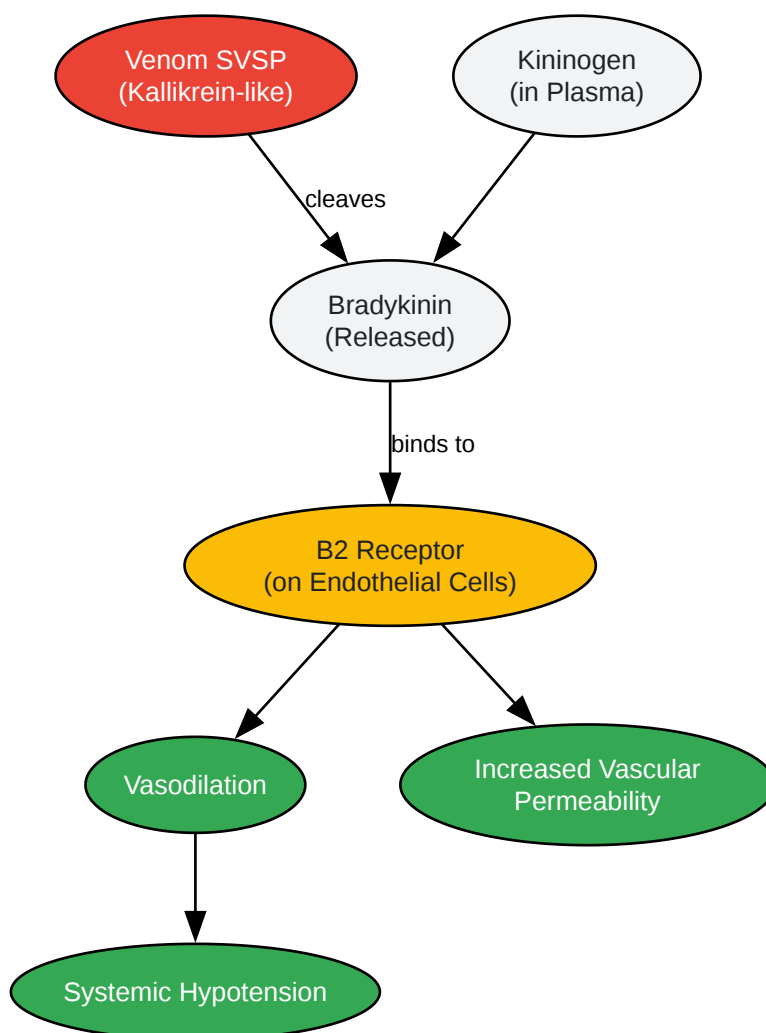 Venom SVSP
(Kallikrein-like)
Kininogen
(in Plasma)
cleaves
Bradykinin
(Released)
binds to
B2 Receptor
(on Endothelial Cells)
Vasodilation
Increased Vascular
Permeability
Systemic Hypotension